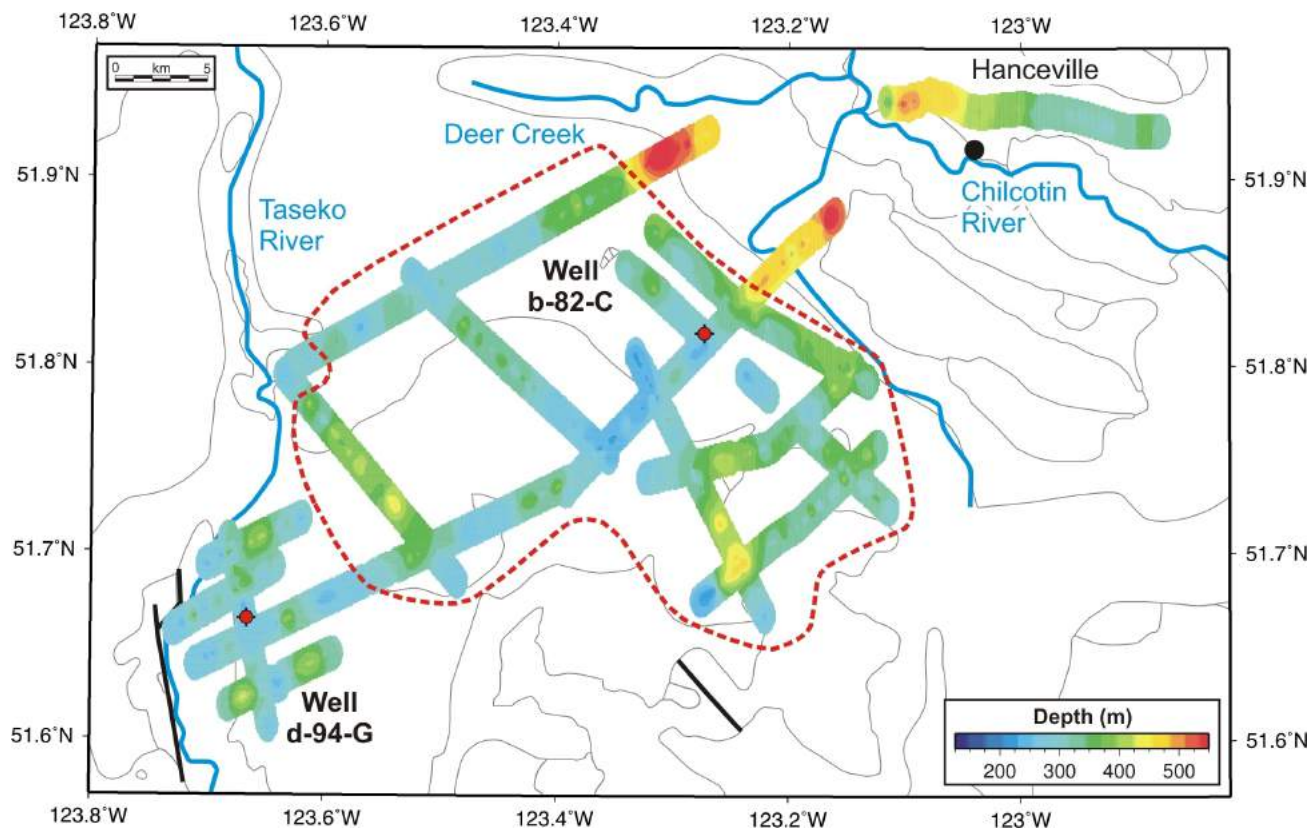 123.8˚W 123.6˚W 123.4˚W 123.2˚W 123˚W
0 km 5
Hanceville
Deer Creek
51.9˚N 51.9˚N
Taseko
River
Chilcotin
River
Well
b-82-C
51.8˚N 51.8˚N
51.7˚N 51.7˚N
Well
d-94-G
Depth (m)
200 300 400 500
51.6˚N 51.6˚N
123.8˚W 123.6˚W 123.4˚W 123.2˚W 123˚W